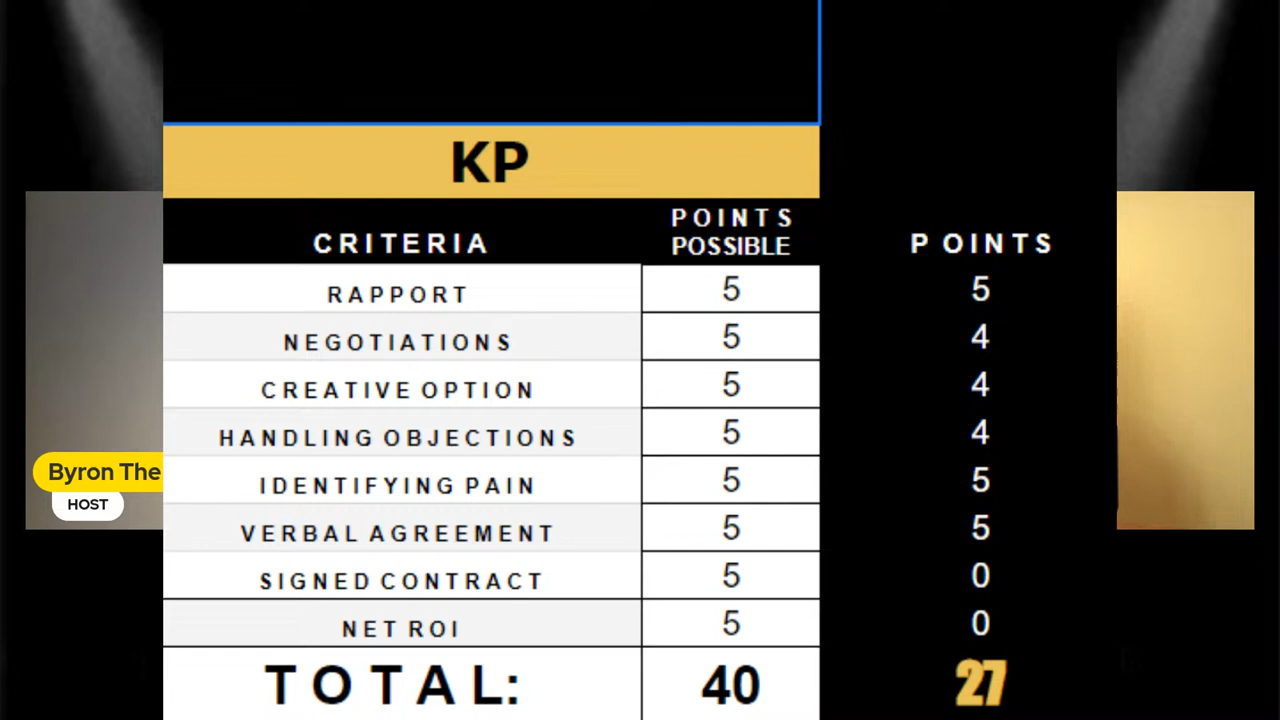 KP
CRITERIA POINTS POSSIBLE POINTS
RAPPORT 5 5
NEGOTIATIONS 5 4
CREATIVE OPTION 5 4
HANDLING OBJECTIONS 5 4
IDENTIFYING PAIN 5 5
VERBAL AGREEMENT 5 5
SIGNED CONTRACT 5 0
NET ROI 5 0
TOTAL: 40 27
Byron The
HOST